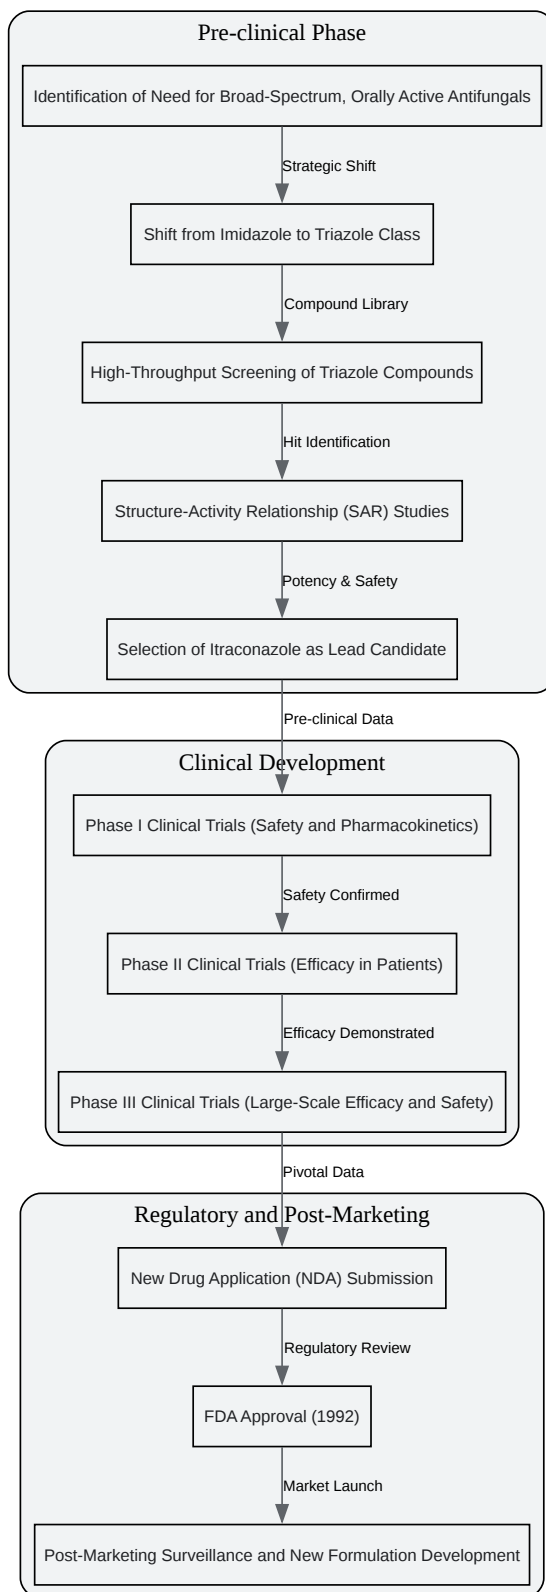 Pre-clinical Phase
Identification of Need for Broad-Spectrum, Orally Active Antifungals
Strategic Shift
Shift from Imidazole to Triazole Class
Compound Library
High-Throughput Screening of Triazole Compounds
Hit Identification
Structure-Activity Relationship (SAR) Studies
Potency & Safety
Selection of Itraconazole as Lead Candidate
Pre-clinical Data
Clinical Development
Phase I Clinical Trials (Safety and Pharmacokinetics)
Safety Confirmed
Phase II Clinical Trials (Efficacy in Patients)
Efficacy Demonstrated
Phase III Clinical Trials (Large-Scale Efficacy and Safety)
Pivotal Data
Regulatory and Post-Marketing
New Drug Application (NDA) Submission
Regulatory Review
FDA Approval (1992)
Market Launch
Post-Marketing Surveillance and New Formulation Development